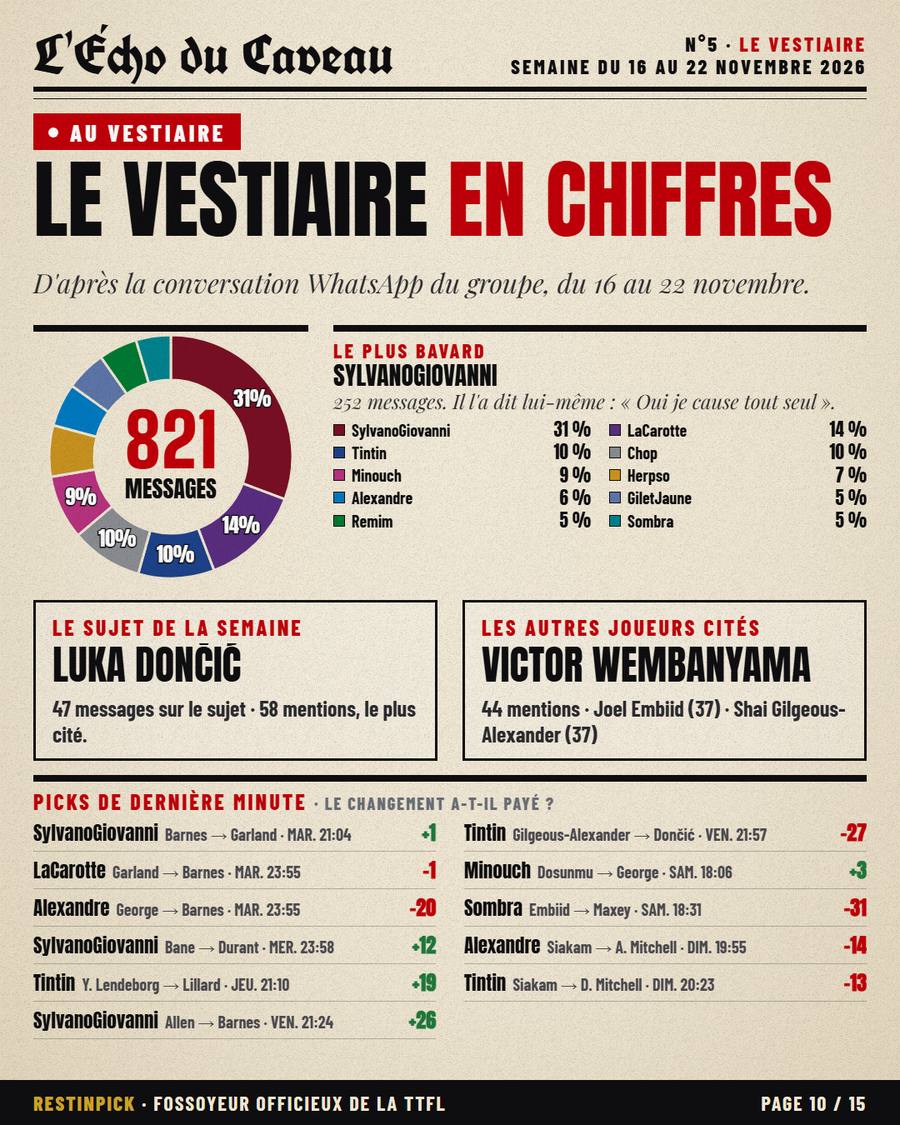 L'Écho du Caveau
N°5 · LE VESTIAIRE
SEMAINE DU 16 AU 22 NOVEMBRE 2026
• AU VESTIAIRE
LE VESTIAIRE EN CHIFFRES
D'après la conversation WhatsApp du groupe, du 16 au 22 novembre.
31%
14%
10%
10%
9%
821
MESSAGES
LE PLUS BAVARD
SYLVANOGIOVANNI
252 messages. Il l'a dit lui-même : « Oui je cause tout seul ».
SylvanoGiovanni 31 %
LaCarotte 14 %
Tintin 10 %
Chop 10 %
Minouch 9 %
Herpso 7 %
Alexandre 6 %
GiletJaune 5 %
Remim 5 %
Sombra 5 %
LE SUJET DE LA SEMAINE
LUKA DONČIĆ
47 messages sur le sujet · 58 mentions, le plus
cité.
LES AUTRES JOUEURS CITÉS
VICTOR WEMBANYAMA
44 mentions · Joel Embiid (37) · Shai Gilgeous-
Alexander (37)
PICKS DE DERNIÈRE MINUTE · LE CHANGEMENT A-T-IL PAYÉ ?
SylvanoGiovanni Barnes → Garland · MAR. 21:04 +1
LaCarotte Garland → Barnes · MAR. 23:55 -1
Alexandre George → Barnes · MAR. 23:55 -20
SylvanoGiovanni Bane → Durant · MER. 23:58 +12
Tintin Y. Lendeborg → Lillard · JEU. 21:10 +19
SylvanoGiovanni Allen → Barnes · VEN. 21:24 +26
Tintin Gilgeous-Alexander → Dončić · VEN. 21:57 -27
Minouch Dosunmu → George · SAM. 18:06 +3
Sombra Embiid → Maxey · SAM. 18:31 -31
Alexandre Siakam → A. Mitchell · DIM. 19:55 -14
Tintin Siakam → D. Mitchell · DIM. 20:23 -13
RESTINPICK · FOSSOYEUR OFFICIEUX DE LA TTFL
PAGE 10 / 15